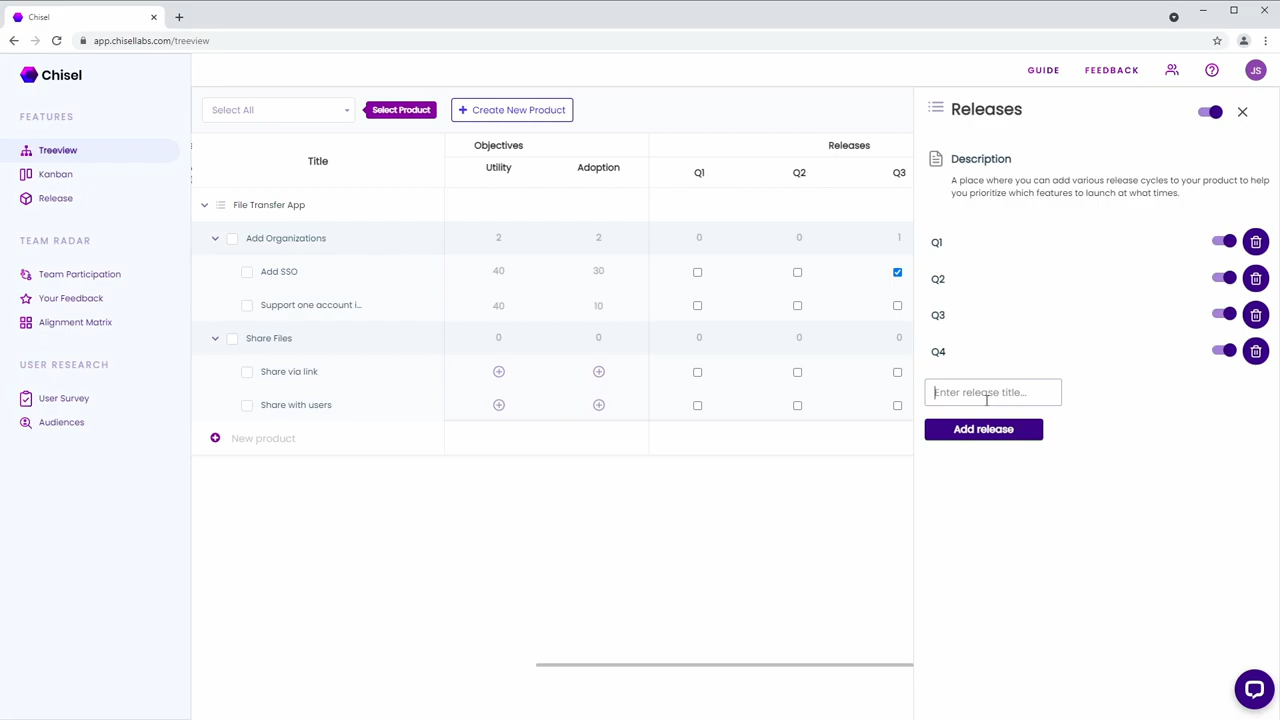 Chisel
app.chisellabs.com/treeview
Chisel
GUIDE
FEEDBACK
JS
FEATURES
Treeview
Kanban
Release
TEAM RADAR
Team Participation
Your Feedback
Alignment Matrix
USER RESEARCH
User Survey
Audiences
Select All
Select Product
+ Create New Product
Objectives
Releases
Title
Utility
Adoption
Q1
Q2
Q3
File Transfer App
Add Organizations
2
2
0
0
1
Add SSO
40
30
Support one account i...
40
10
Share Files
0
0
0
0
0
Share via link
Share with users
New product
Releases
Description
A place where you can add various release cycles to your product to help
you prioritize which features to launch at what times.
Q1
Q2
Q3
Q4
Enter release title...
Add release